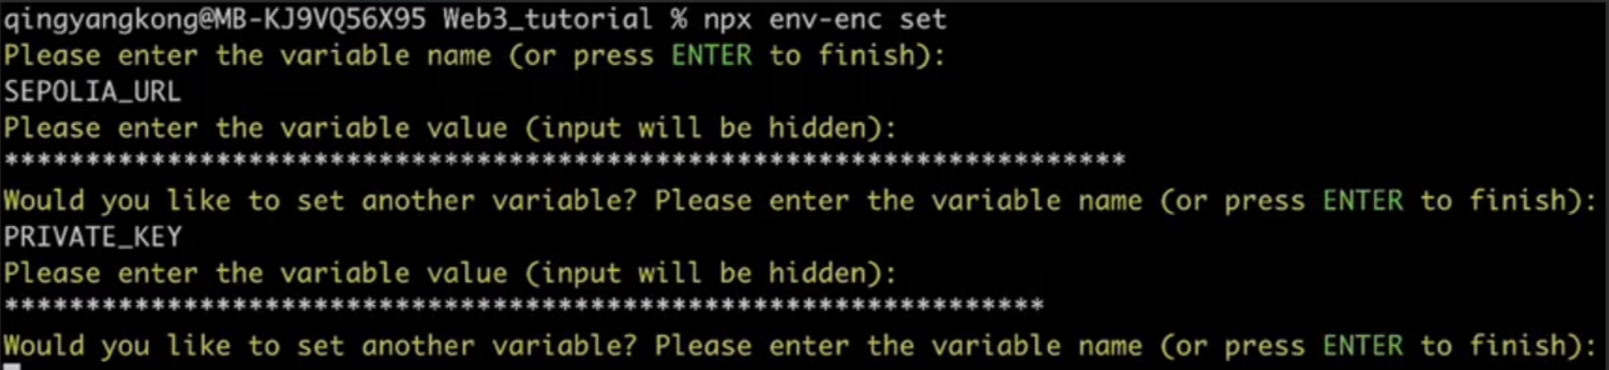 qingyangkong@MB-KJ9VQ56X95 Web3_tutorial % npx env-enc set
Please enter the variable name (or press ENTER to finish):
SEPOLIA_URL
Please enter the variable value (input will be hidden):
*********************************************************************
Would you like to set another variable? Please enter the variable name (or press ENTER to finish):
PRIVATE_KEY
Please enter the variable value (input will be hidden):
****************************************************************
Would you like to set another variable? Please enter the variable name (or press ENTER to finish):